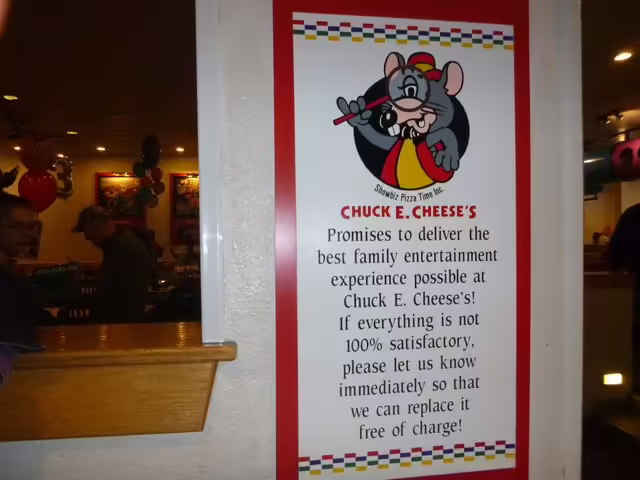 Showbiz Pizza Time Inc.
CHUCK E. CHEESE'S
Promises to deliver the
best family entertainment
experience possible at
Chuck E. Cheese's!
If everything is not
100% satisfactory,
please let us know
immediately so that
we can replace it
free of charge!
3